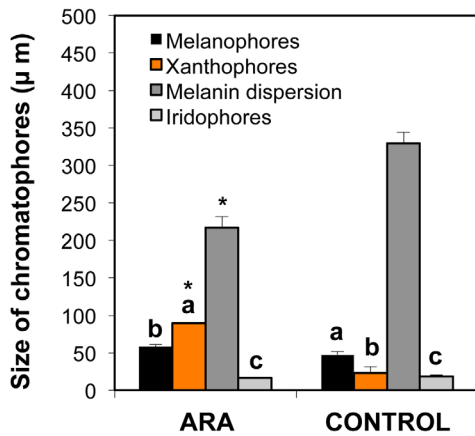 Size of chromatophores (µ m)
500
450
400
350
300
250
200
150
100
50
0
Melanophores
Xanthophores
Melanin dispersion
Iridophores
*
*
b
a
c
a
b
c
ARA
CONTROL